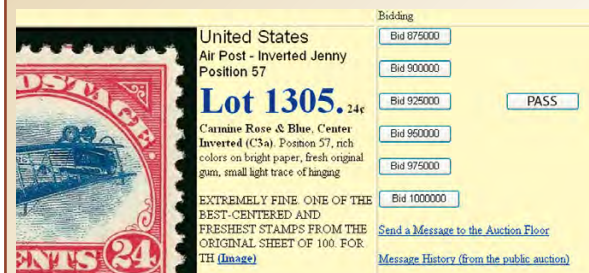 Bidding
United States
Air Post - Inverted Jenny
Position 57
Lot 1305. 24c
Carmine Rose & Blue, Center
Inverted (C3a). Position 57, rich
colors on bright paper, fresh original
gum, small light trace of hinging
EXTREMELY FINE. ONE OF THE
BEST-CENTERED AND
FRESHEST STAMPS FROM THE
ORIGINAL SHEET OF 100. FOR
TH (Image)
Bid 875000
Bid 900000
Bid 925000
PASS
Bid 950000
Bid 975000
Bid 1000000
Send a Message to the Auction Floor
Message History (from the public auction)
POSTAGE
ENTS 24